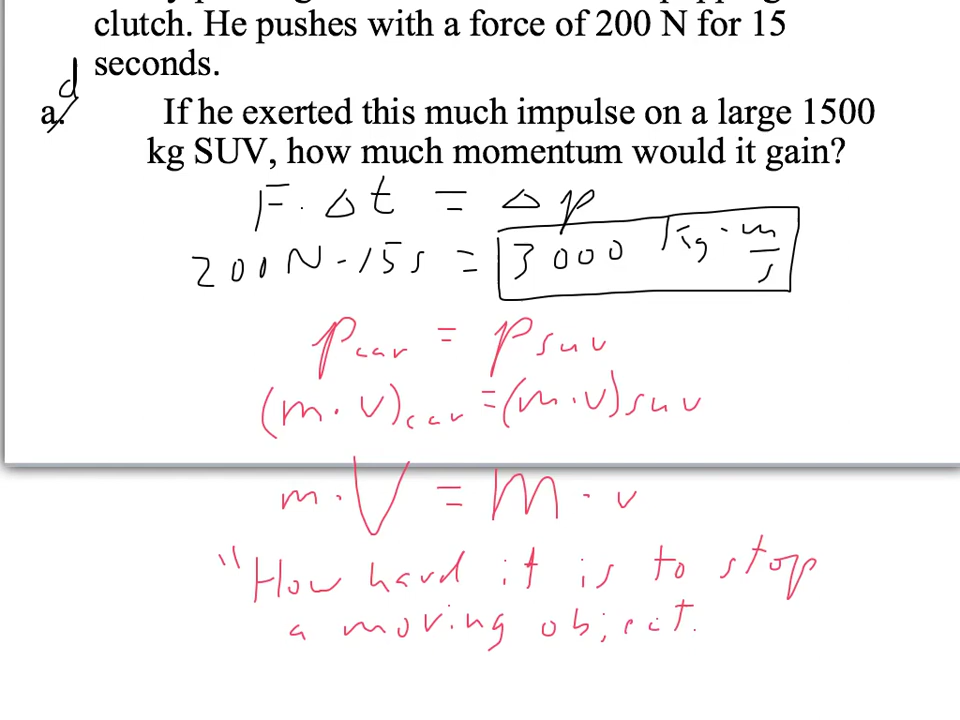 clutch. He pushes with a force of 200 N for 15
seconds.
d
a. If he exerted this much impulse on a large 1500
kg SUV, how much momentum would it gain?
F · Δt = Δp
200 N · 15 s = 3000 Kg · m/s
Pcar = Psuv
(m · v)car = (m · v)suv
m · V = M · v
"How hard it is to stop
a moving object.